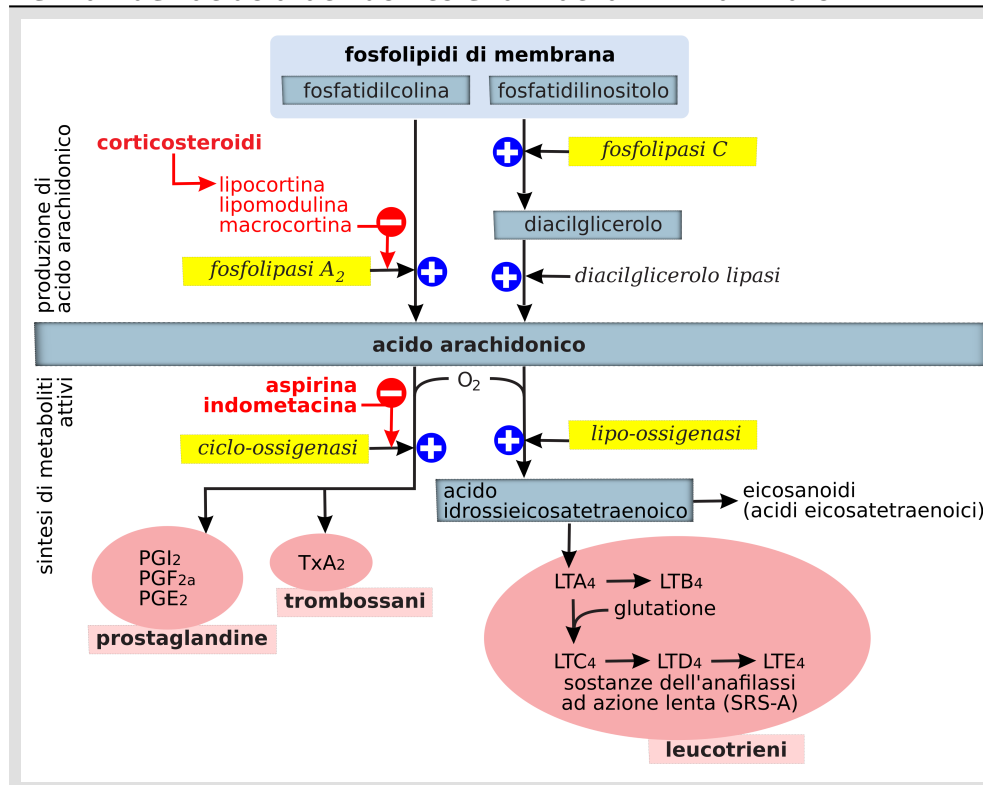 fosfolipidi di membrana
fosfatidilcolina
fosfatidilinositolo
produzione di
acido arachidonico
corticosteroidi
lipocortina
lipomodulina
macrocortina
fosfolipasi C
diacilglicerolo
fosfolipasi A2
diacilglicerolo lipasi
acido arachidonico
sintesi di metaboliti
attivi
aspirina
indometacina
O2
ciclo-ossigenasi
lipo-ossigenasi
acido
idrossieicosatetraenoico
eicosanoidi
(acidi eicosatetraenoici)
PGI2
PGF2a
PGE2
prostaglandine
TxA2
trombossani
LTA4
LTB4
glutatione
LTC4
LTD4
LTE4
sostanze dell'anafilassi
ad azione lenta (SRS-A)
leucotrieni